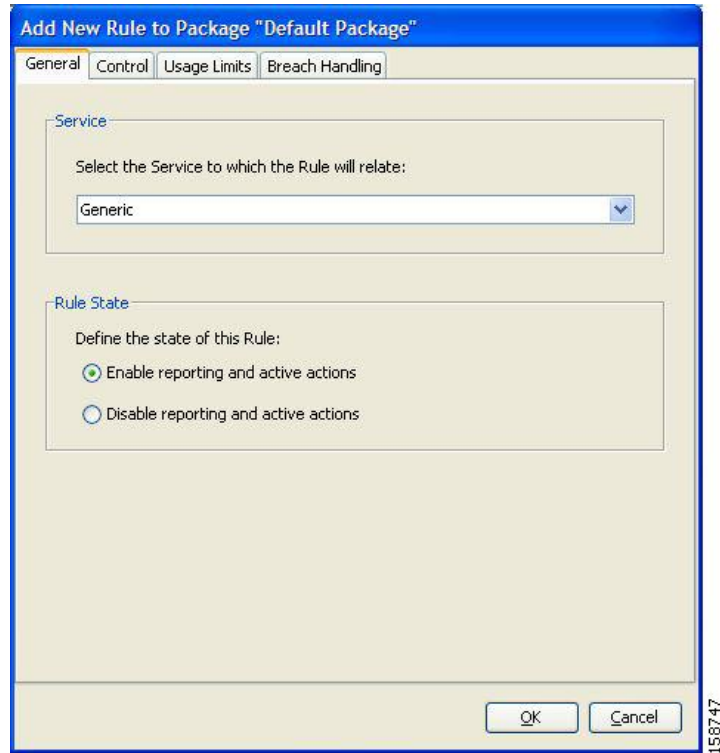 Add New Rule to Package "Default Package"
General Control Usage Limits Breach Handling
Service
Select the Service to which the Rule will relate:
Generic
Rule State
Define the state of this Rule:
Enable reporting and active actions
Disable reporting and active actions
OK Cancel
158747